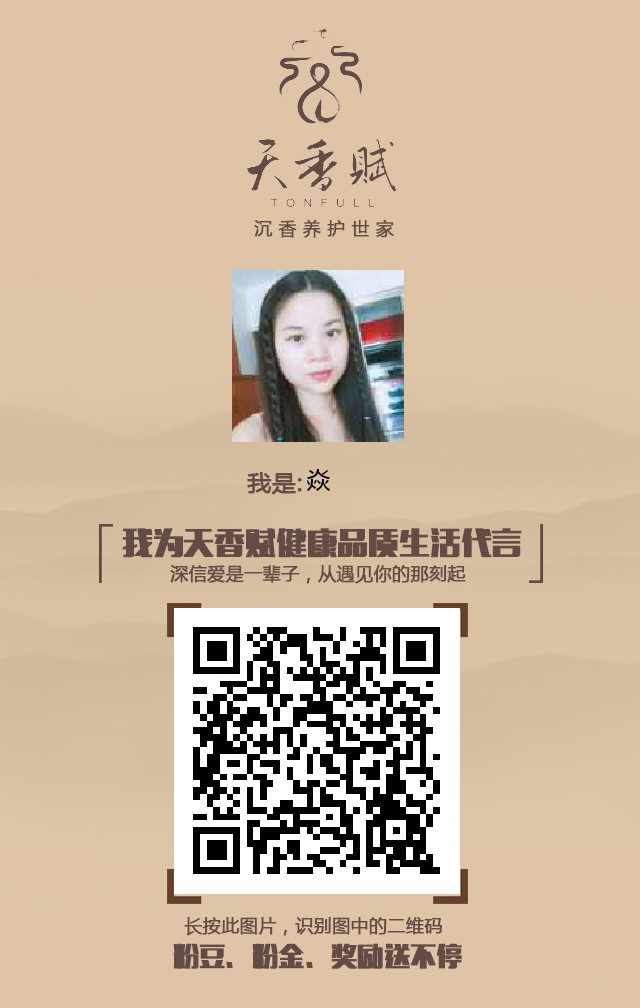 天香赋
TONFULL
沉香养护世家
我是:焱
我为天香赋健康品质生活代言
深信爱是一辈子，从遇见你的那刻起
长按此图片，识别图中的二维码
粉豆、粉金、奖励送不停